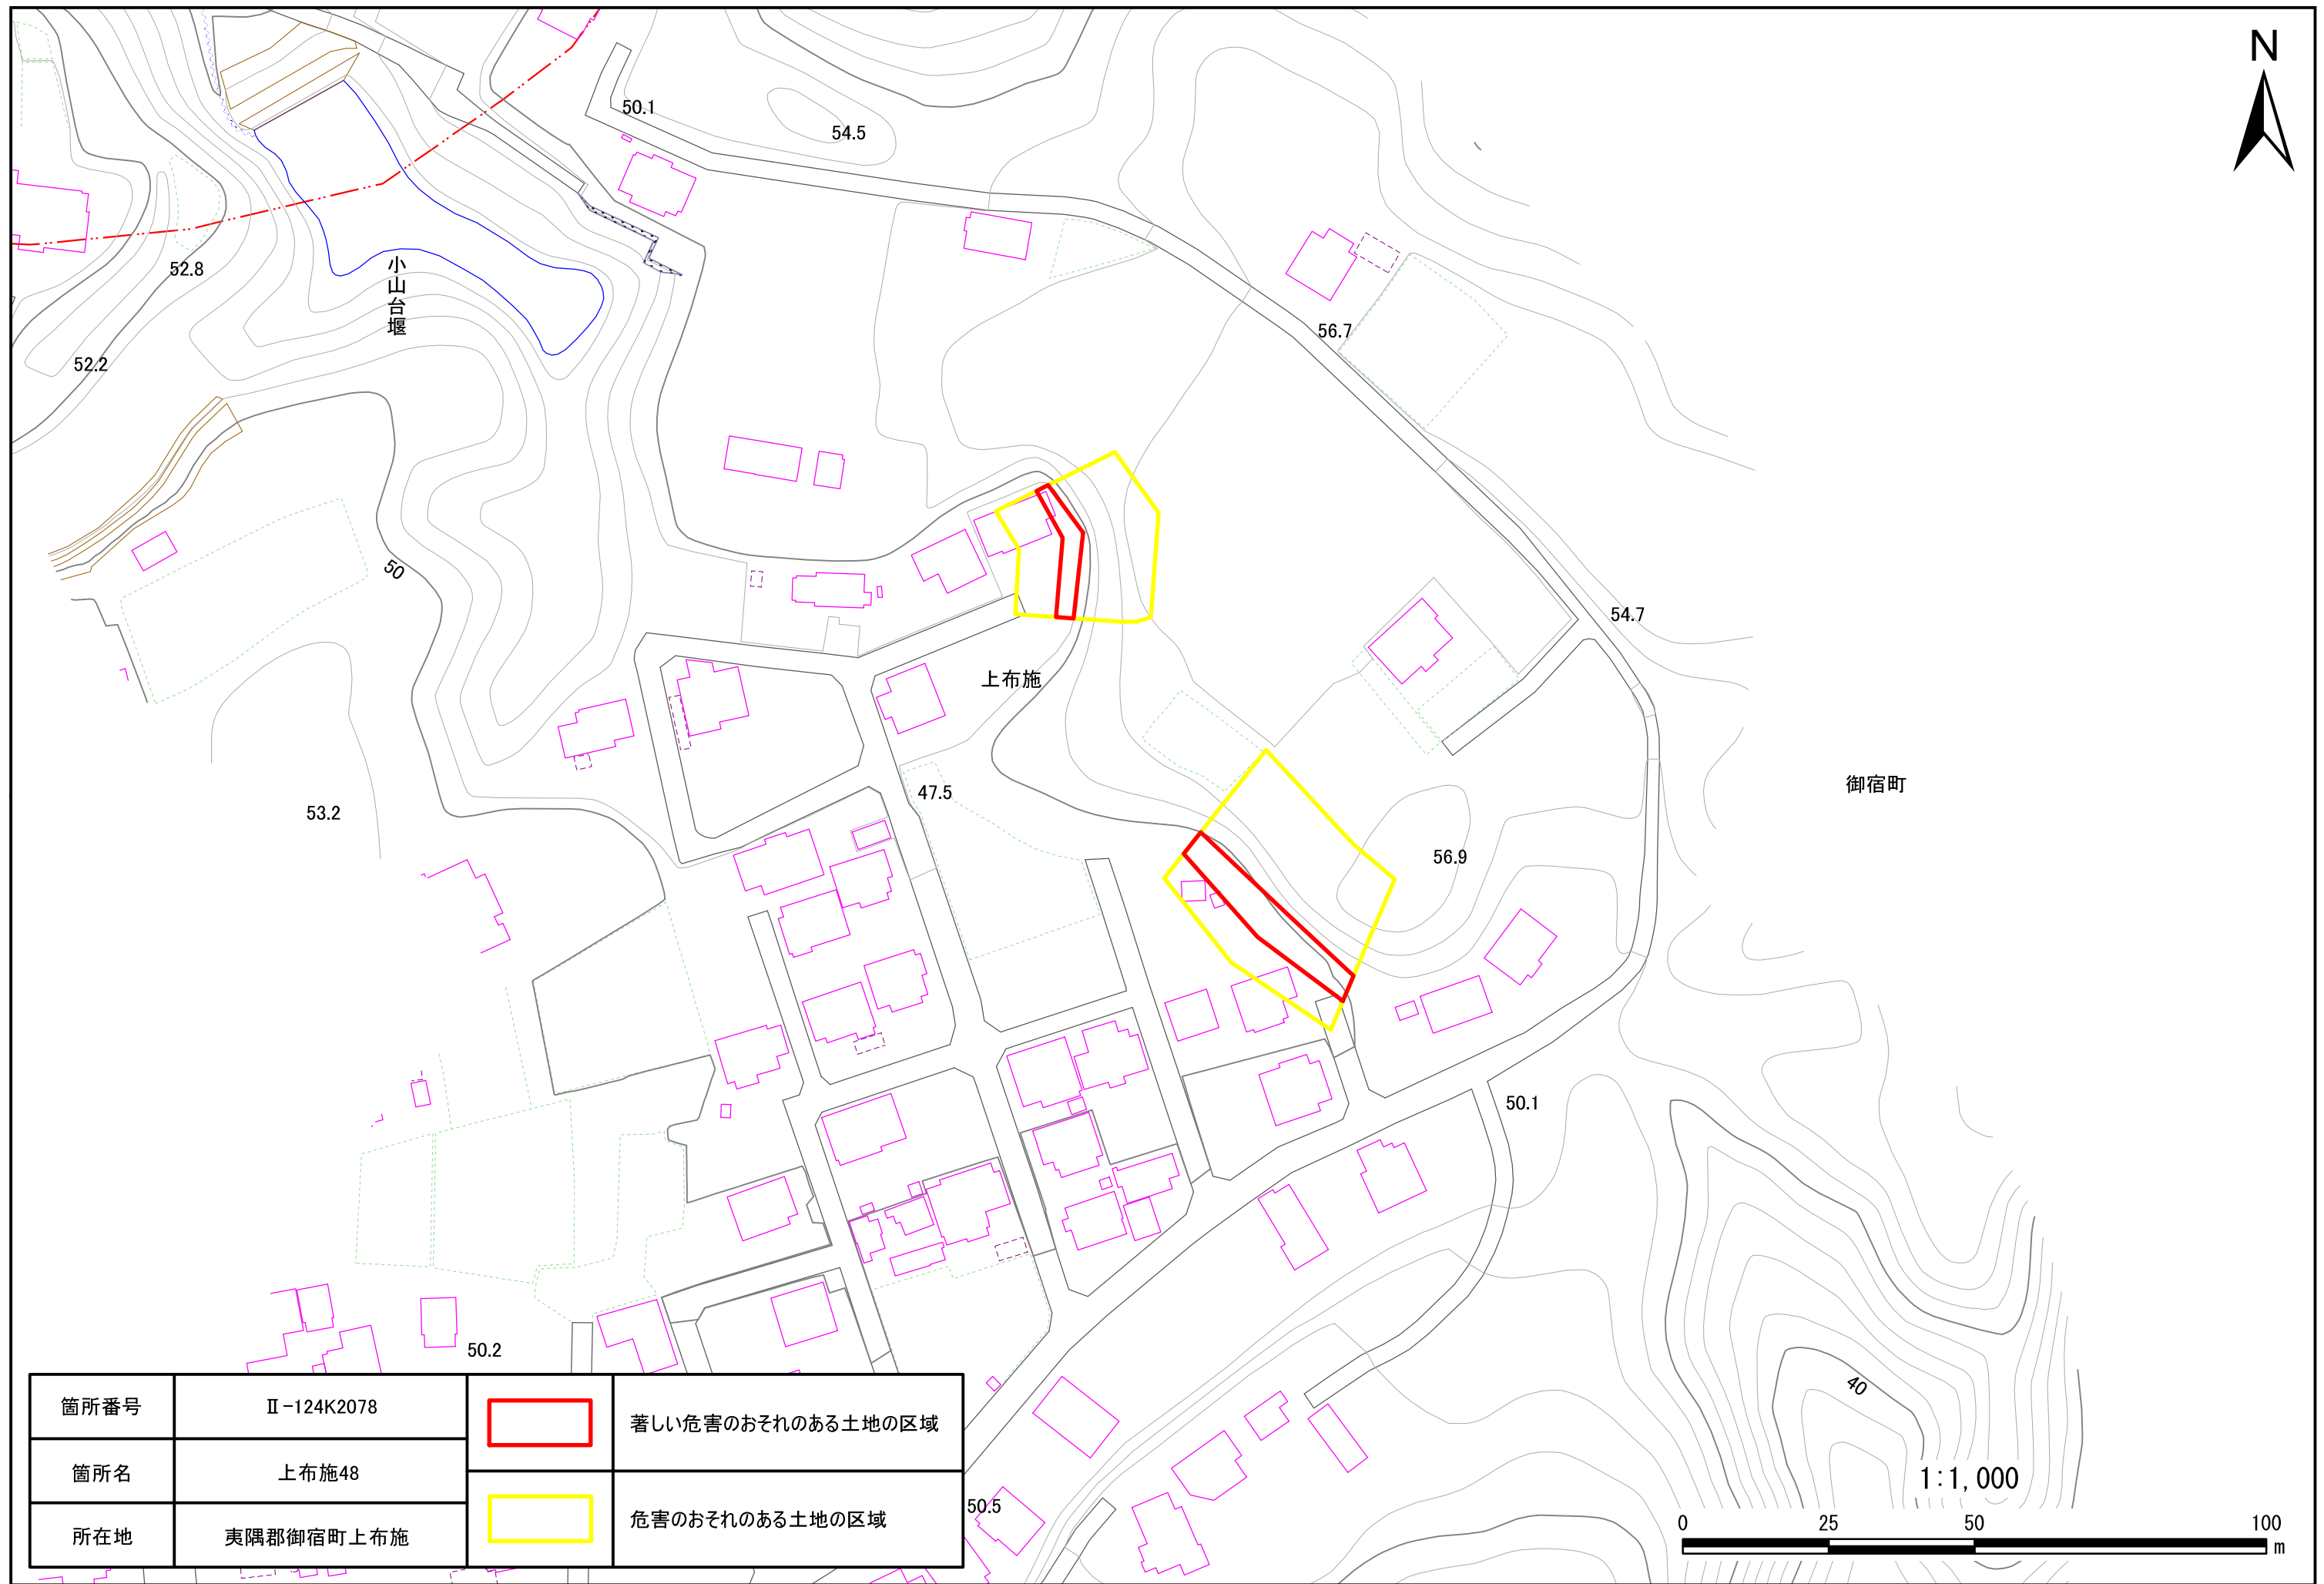 N
50.1
54.5
52.8
小山台堰
56.7
52.2
50
54.7
上布施
御宿町
47.5
53.2
56.9
50.1
50.2
40
50.5
箇所番号
Ⅱ-124K2078
箇所名
上布施48
所在地
夷隅郡御宿町上布施
著しい危害のおそれのある土地の区域
危害のおそれのある土地の区域
1:1,000
0 25 50 100
m